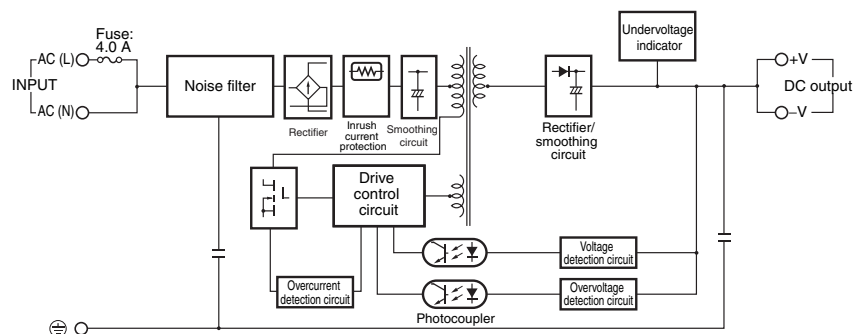 Fuse:
4.0 A
AC (L)
INPUT
AC (N)
Noise filter
Rectifier
Inrush
current
protection
Smoothing
circuit
Rectifier/
smoothing
circuit
Undervoltage
indicator
+V
DC output
–V
Drive
control
circuit
Overcurrent
detection circuit
Voltage
detection circuit
Overvoltage
detection circuit
Photocoupler